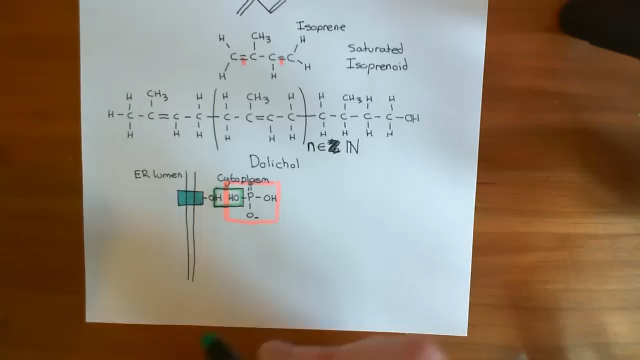 Isoprene
H CH₃ H
C=C-C=C
H H H
Saturated
Isoprenoid
H CH₃ H H H CH₃ H H H CH₃ H H
H-C-C=C-C-C-C=C-C-C-C-C-C-OH
H H H H H H H H
n∈ℕ
Dolichol
ER lumen
Cytoplasm
O
OH HO-P-OH
O-